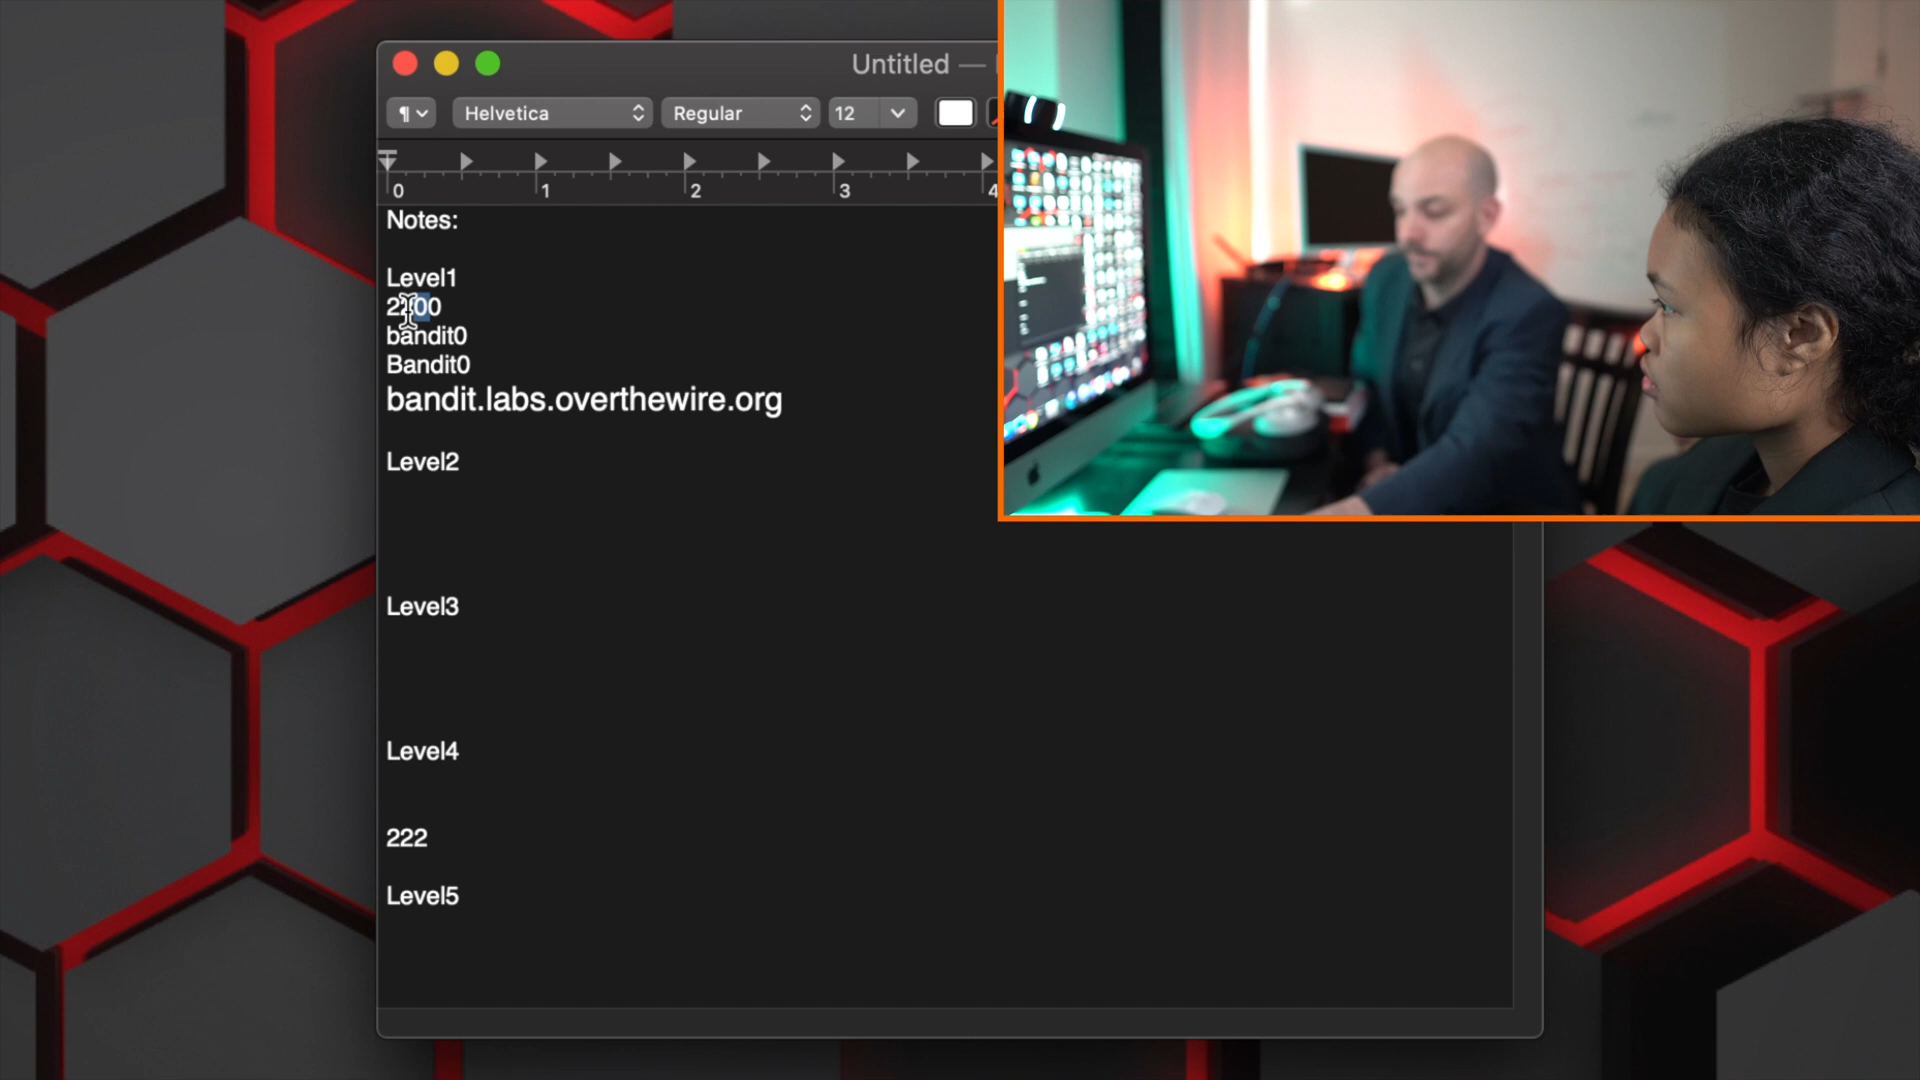 Untitled —
¶ Helvetica Regular 12
0 1 2 3 4
Notes:
Level1
bandit0
Bandit0
bandit.labs.overthewire.org
Level2
Level3
Level4
222
Level5